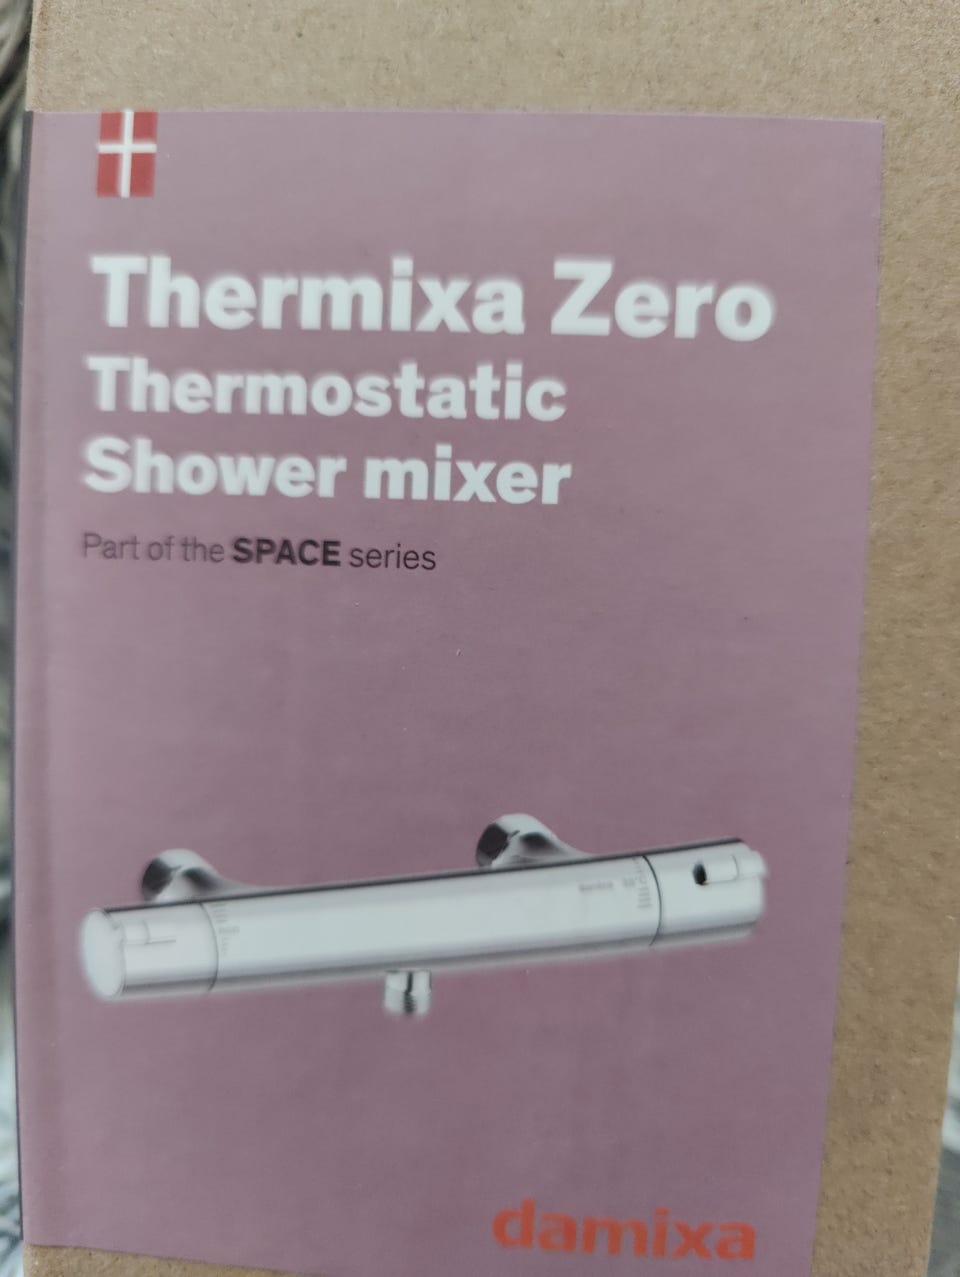 Thermixa Zero
Thermostatic
Shower mixer
Part of the SPACE series
damixa